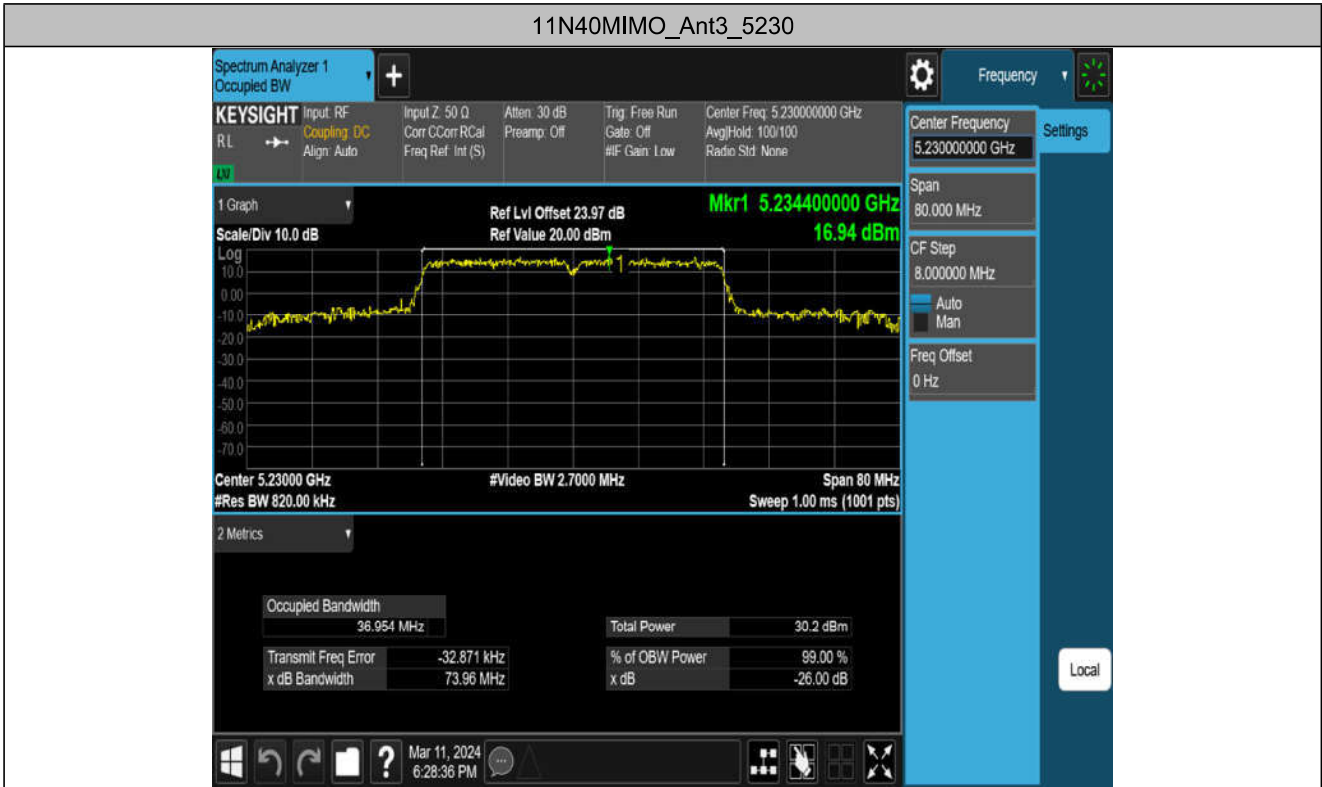 11N40MIMO_Ant3_5230
Spectrum Analyzer 1
Occupied BW
+
Frequency
KEYSIGHT
RL
LXI
Input: RF
Coupling: DC
Align: Auto
Input Z: 50 Ω
Corr CCorr RCal
Freq Ref: Int (S)
Atten: 30 dB
Preamp: Off
Trig: Free Run
Gate: Off
#IF Gain: Low
Center Freq: 5.230000000 GHz
Avg|Hold: 100/100
Radio Std: None
Center Frequency
5.230000000 GHz
Settings
Span
80.000 MHz
CF Step
8.000000 MHz
Auto
Man
Freq Offset
0 Hz
Local
1 Graph
Scale/Div 10.0 dB
Ref Lvl Offset 23.97 dB
Ref Value 20.00 dBm
Mkr1 5.234400000 GHz
16.94 dBm
Log
10.0
0.00
-10.0
-20.0
-30.0
-40.0
-50.0
-60.0
-70.0
1
Center 5.23000 GHz
#Res BW 820.00 kHz
#Video BW 2.7000 MHz
Span 80 MHz
Sweep 1.00 ms (1001 pts)
2 Metrics
Occupied Bandwidth
36.954 MHz
Total Power 30.2 dBm
Transmit Freq Error -32.871 kHz
% of OBW Power 99.00 %
x dB Bandwidth 73.96 MHz
x dB -26.00 dB
?
Mar 11, 2024
6:28:36 PM